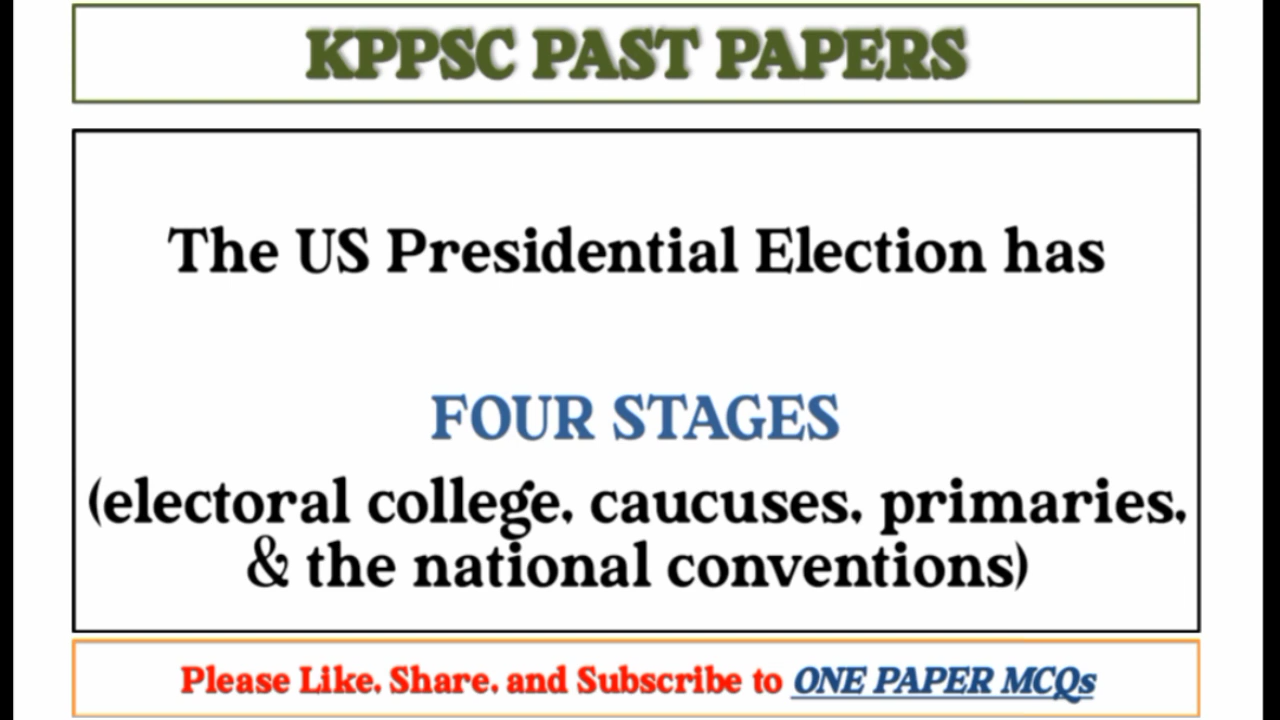 KPPSC PAST PAPERS
The US Presidential Election has
FOUR STAGES
(electoral college, caucuses, primaries,
& the national conventions)
Please Like, Share, and Subscribe to ONE PAPER MCQs